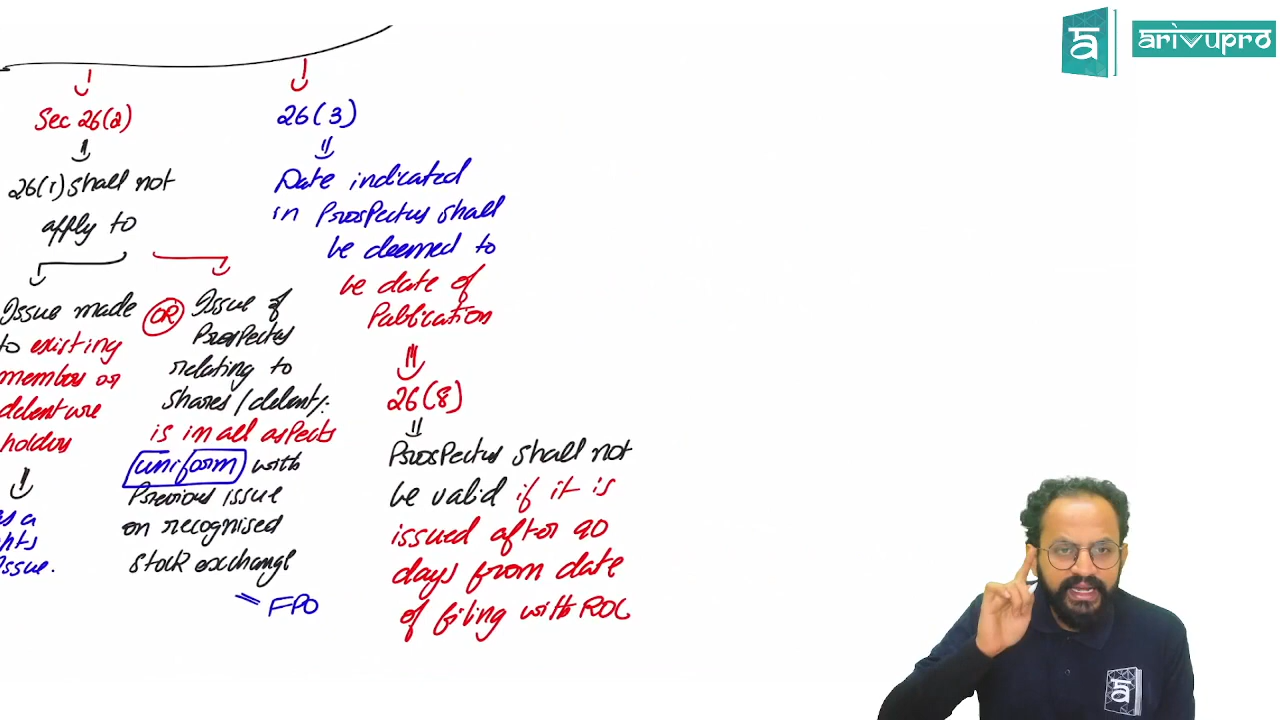 ā
arivupro
Sec 26(2)
26(1) shall not
apply to
Issue made
to existing
member or
debenture
holders
as a
Issue.
OR
Issue of
Prospectus
relating to
shares/debent/:
is in all aspects
uniform with
Previous issue
on recognised
stock exchange
= FPO
26(3)
Date indicated
in Prospectus shall
be deemed to
be date of
Publication
26(8)
Prospectus shall not
be valid if it is
issued after 90
days from date
of filing with ROC